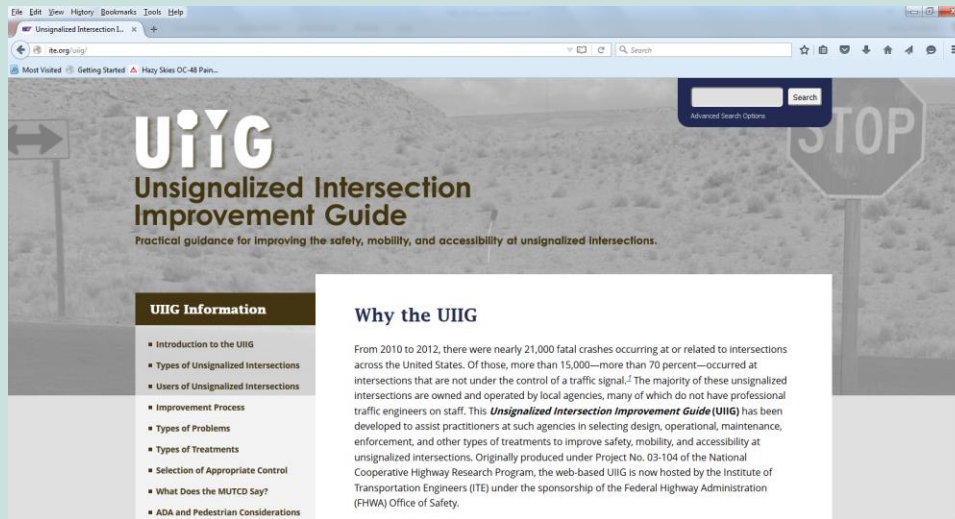 File Edit View History Bookmarks Tools Help
Unsignalized Intersection I... × +
ite.org/uiig/
Search
Most Visited Getting Started Hazy Skies OC-48 Pain...
Search
Advanced Search Options
STOP
UiiG
Unsignalized Intersection
Improvement Guide
Practical guidance for improving the safety, mobility, and accessibility at unsignalized intersections.
UIIG Information
Introduction to the UIIG
Types of Unsignalized Intersections
Users of Unsignalized Intersections
Improvement Process
Types of Problems
Types of Treatments
Selection of Appropriate Control
What Does the MUTCD Say?
ADA and Pedestrian Considerations
Why the UIIG
From 2010 to 2012, there were nearly 21,000 fatal crashes occurring at or related to intersections
across the United States. Of those, more than 15,000—more than 70 percent—occurred at
intersections that are not under the control of a traffic signal.1 The majority of these unsignalized
intersections are owned and operated by local agencies, many of which do not have professional
traffic engineers on staff. This Unsignalized Intersection Improvement Guide (UIIG) has been
developed to assist practitioners at such agencies in selecting design, operational, maintenance,
enforcement, and other types of treatments to improve safety, mobility, and accessibility at
unsignalized intersections. Originally produced under Project No. 03-104 of the National
Cooperative Highway Research Program, the web-based UIIG is now hosted by the Institute of
Transportation Engineers (ITE) under the sponsorship of the Federal Highway Administration
(FHWA) Office of Safety.